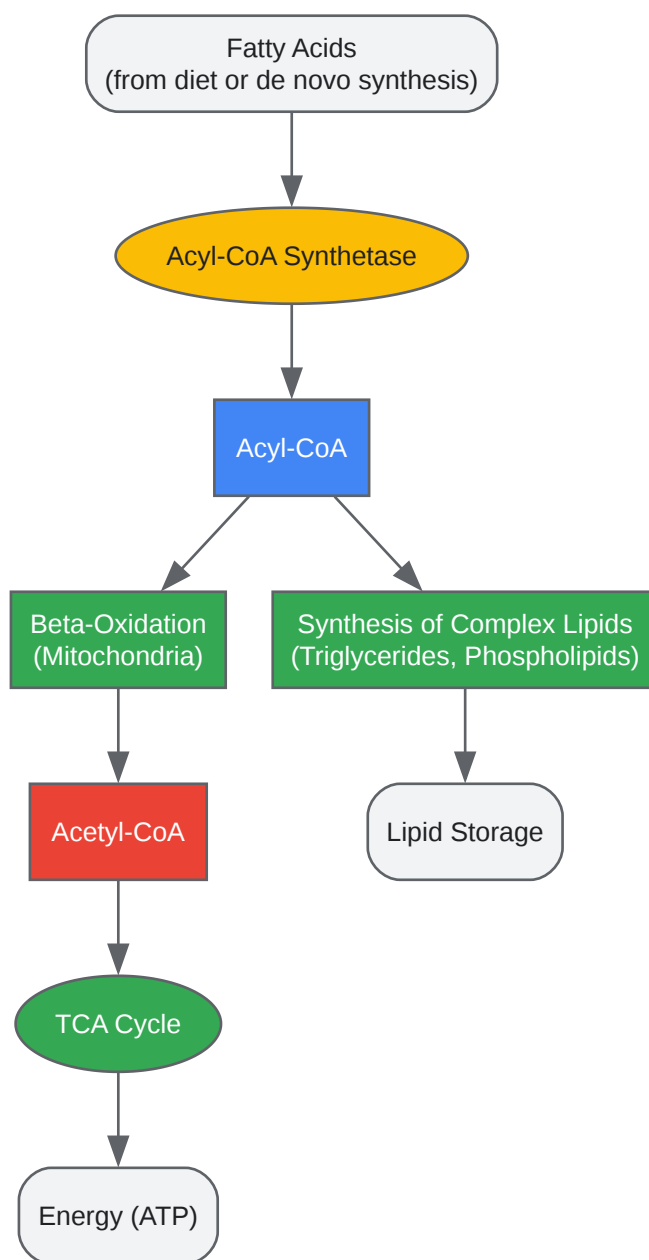 Fatty Acids
(from diet or de novo synthesis)
Acyl-CoA Synthetase
Acyl-CoA
Beta-Oxidation
(Mitochondria)
Synthesis of Complex Lipids
(Triglycerides, Phospholipids)
Acetyl-CoA
Lipid Storage
TCA Cycle
Energy (ATP)